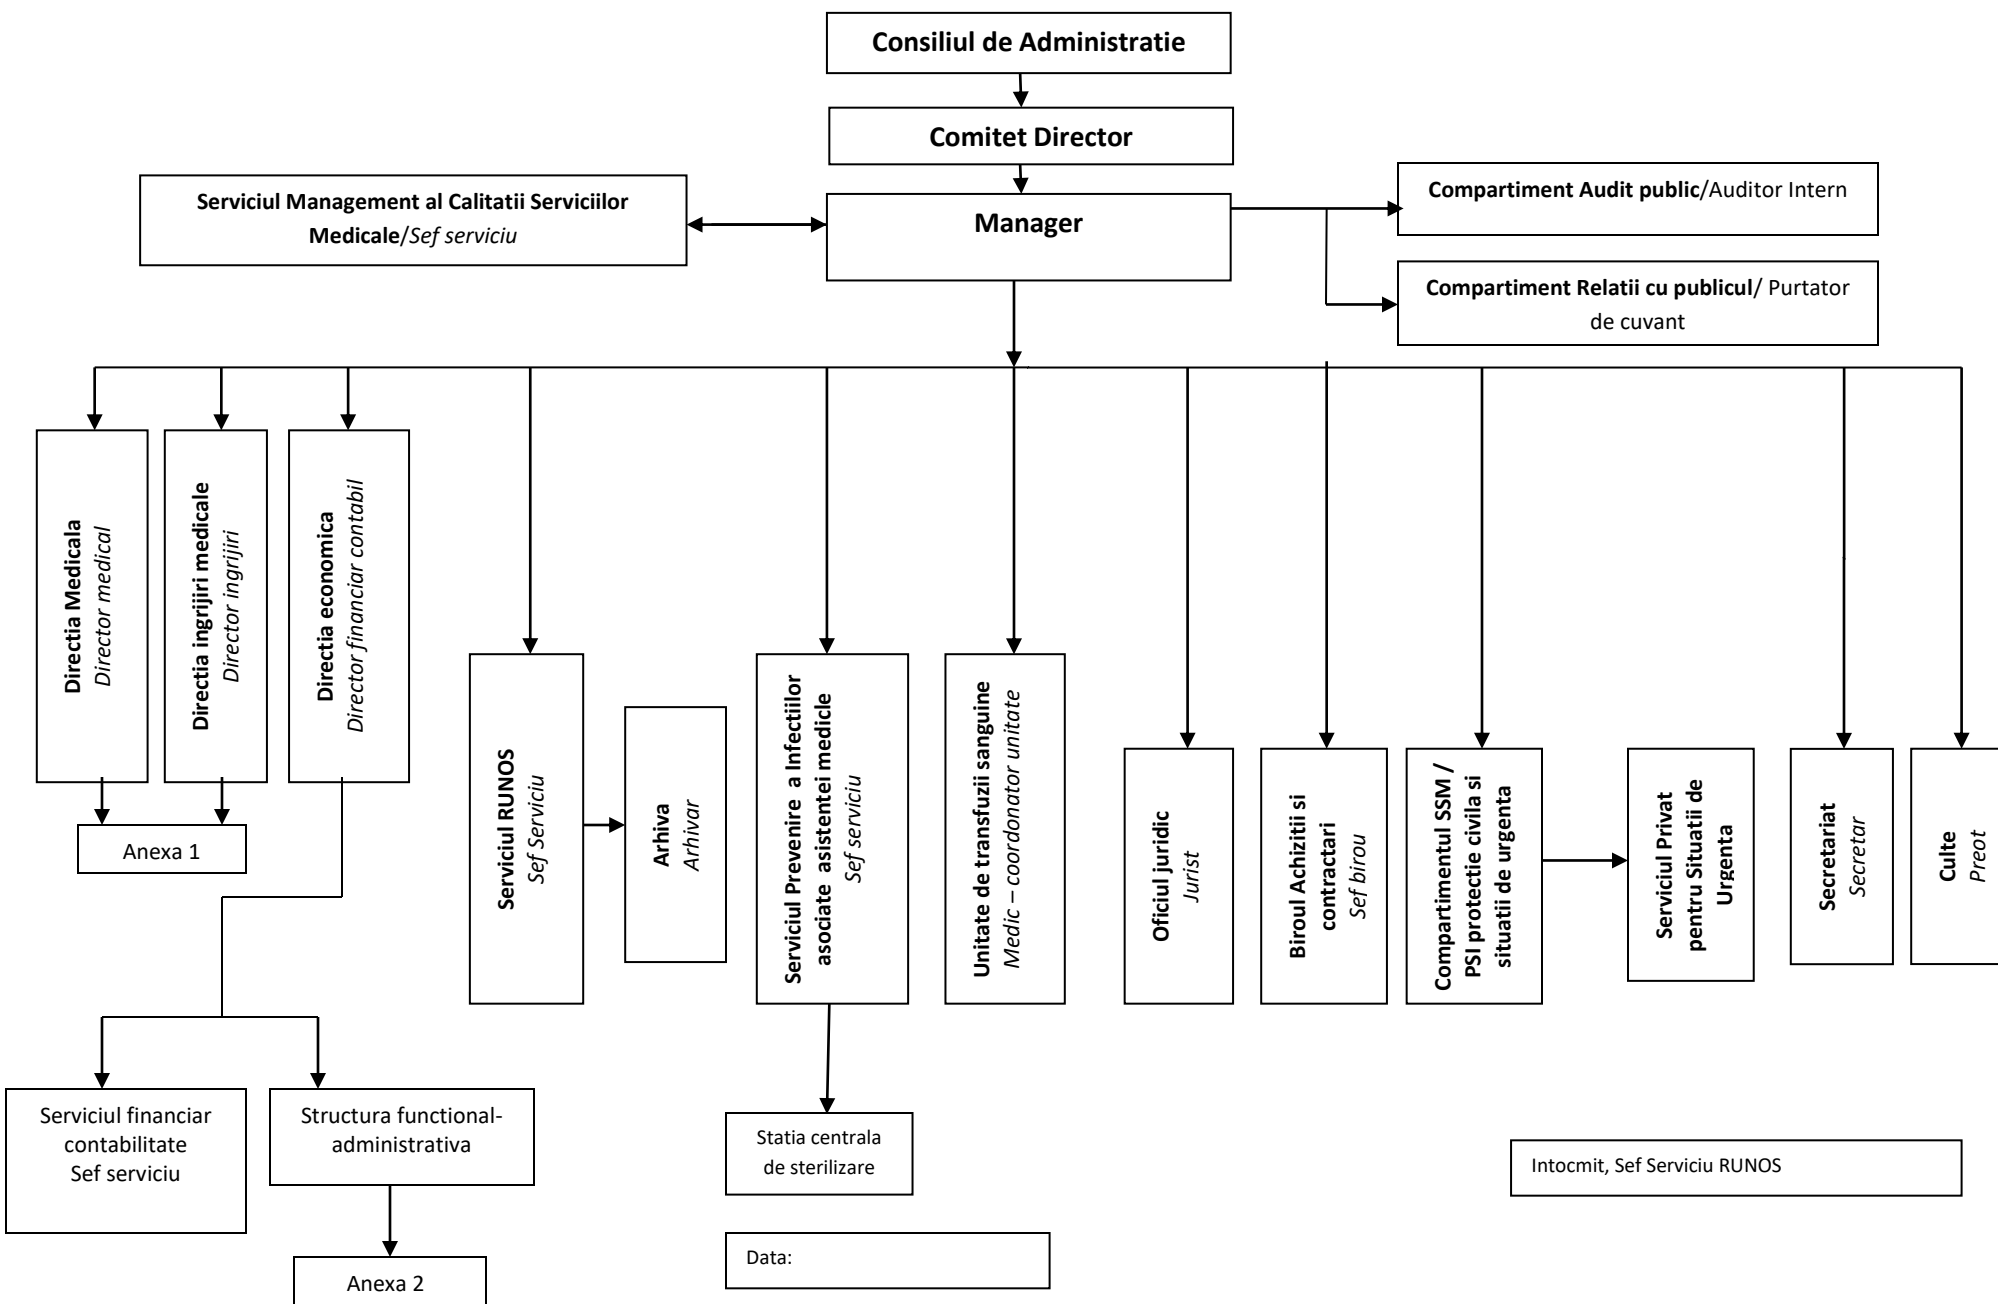 Consiliul de Administratie
Comitet Director
Serviciul Management al Calitatii Serviciilor
Medicale/Sef serviciu
Manager
Compartiment Audit public/Auditor Intern
Compartiment Relatii cu publicul/ Purtator
de cuvant
Directia Medicala
Director medical
Directia ingrijiri medicale
Director ingrijiri
Directia economica
Director financiar contabil
Serviciul RUNOS
Sef Serviciu
Arhiva
Arhivar
Serviciul Prevenire a Infectiilor
asociate asistentei medicle
Sef serviciu
Unitate de transfuzii sanguine
Medic – coordonator unitate
Oficiul juridic
Jurist
Biroul Achizitii si
contractari
Sef birou
Compartimentul SSM /
PSI protectie civila si
situatii de urgenta
Serviciul Privat
pentru Situatii de
Urgenta
Secretariat
Secretar
Culte
Preot
Anexa 1
Serviciul financiar
contabilitate
Sef serviciu
Structura functional-
administrativa
Anexa 2
Statia centrala
de sterilizare
Data:
Intocmit, Sef Serviciu RUNOS